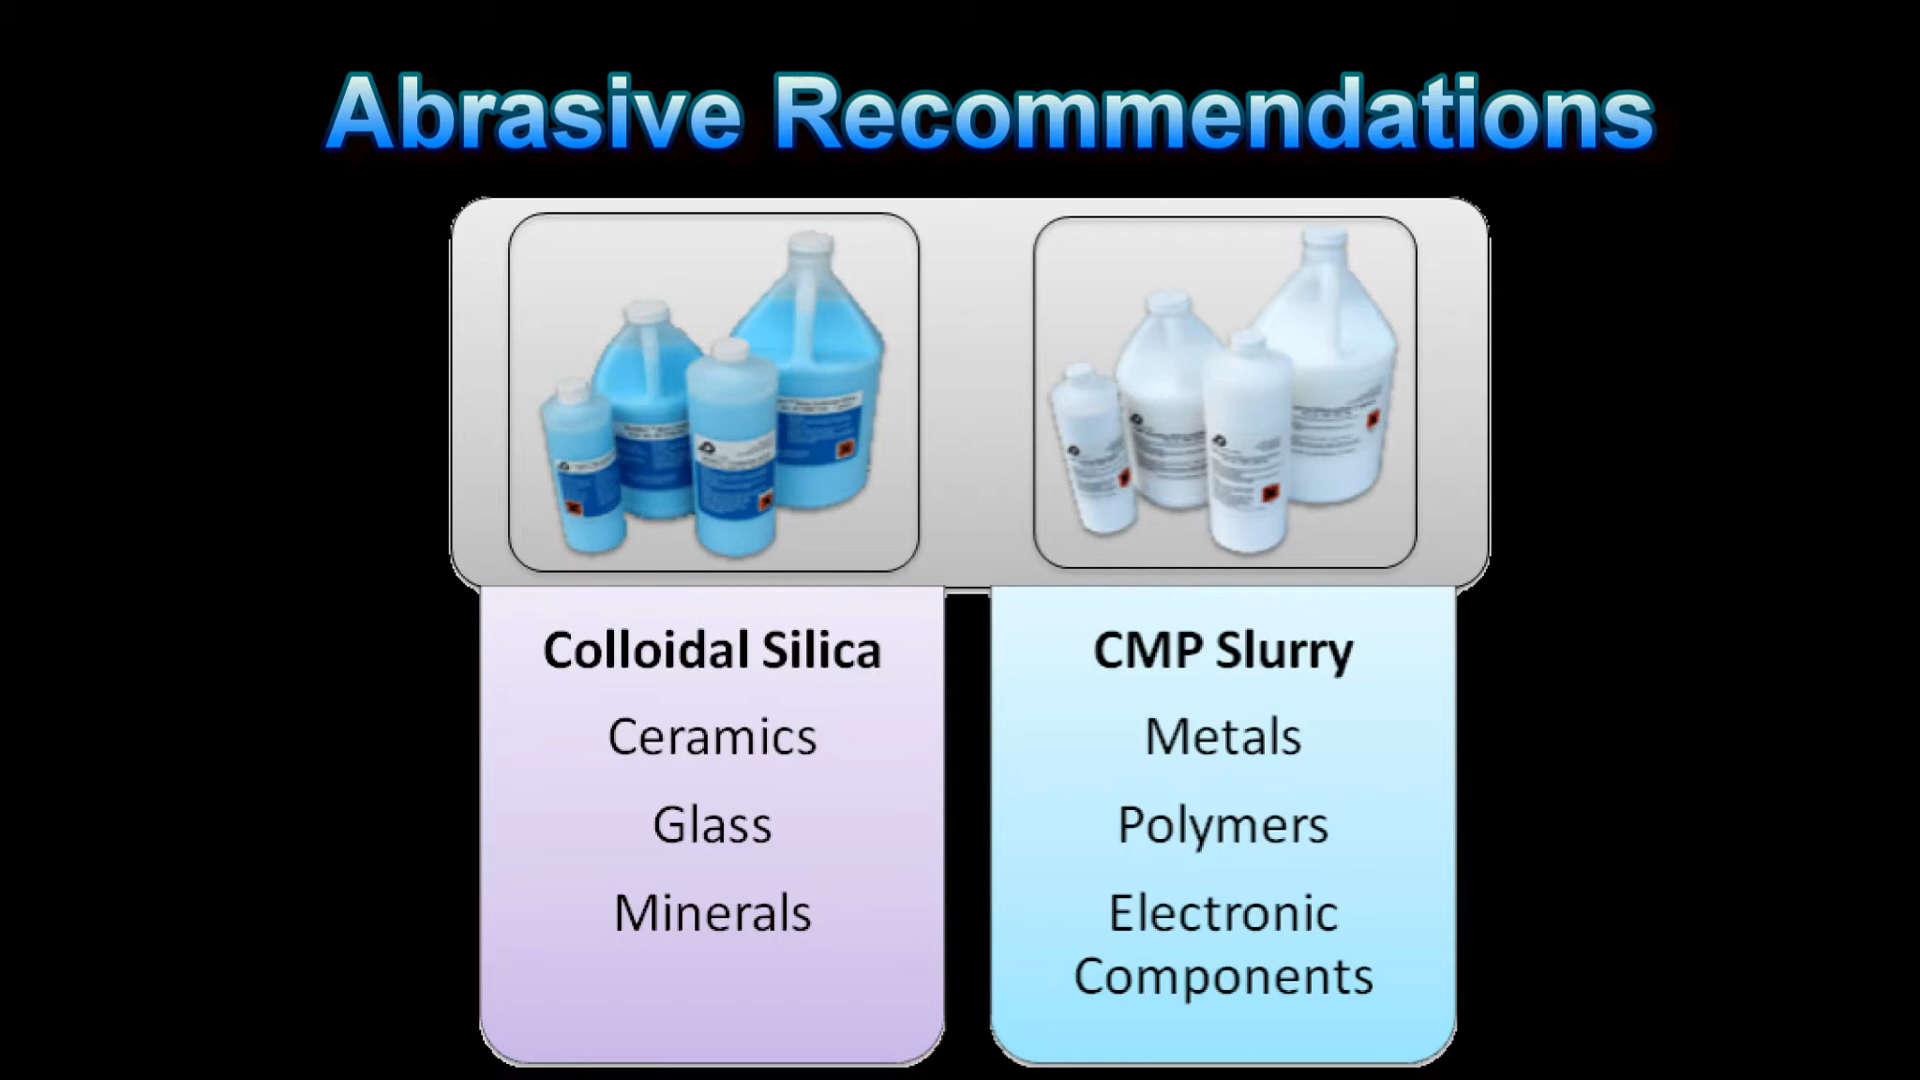 Abrasive Recommendations
Colloidal Silica
Ceramics
Glass
Minerals
CMP Slurry
Metals
Polymers
Electronic
Components